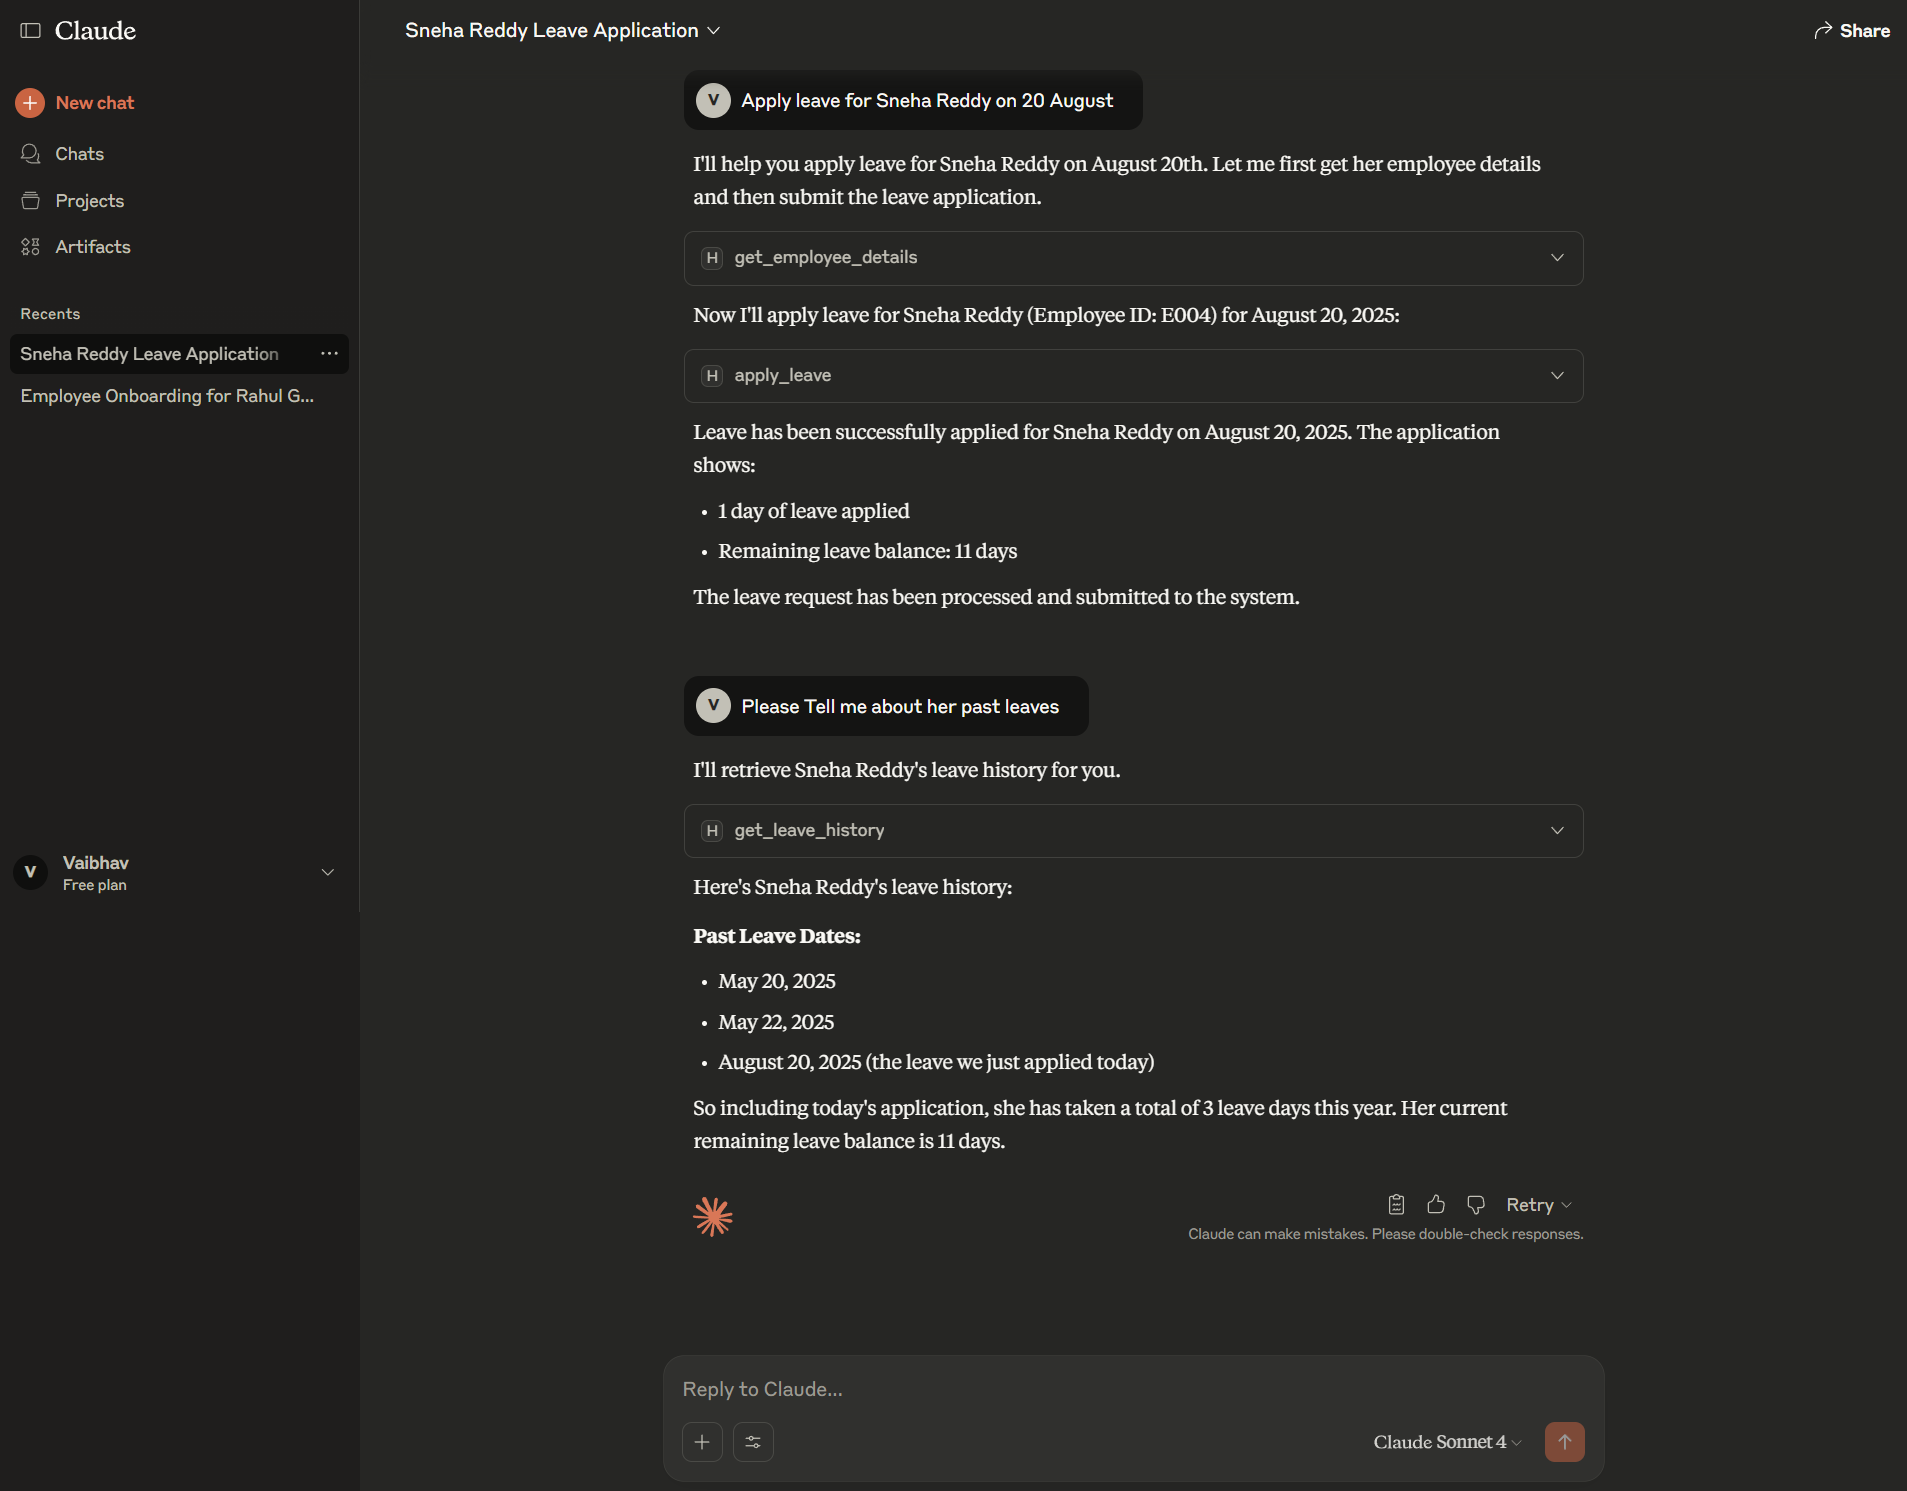 Claude
New chat
Chats
Projects
Artifacts
Recents
Sneha Reddy Leave Application
Employee Onboarding for Rahul G...
V
Vaibhav
Free plan
Sneha Reddy Leave Application
Share
V Apply leave for Sneha Reddy on 20 August
I'll help you apply leave for Sneha Reddy on August 20th. Let me first get her employee details
and then submit the leave application.
H get_employee_details
Now I'll apply leave for Sneha Reddy (Employee ID: E004) for August 20, 2025:
H apply_leave
Leave has been successfully applied for Sneha Reddy on August 20, 2025. The application
shows:
• 1 day of leave applied
• Remaining leave balance: 11 days
The leave request has been processed and submitted to the system.
V Please Tell me about her past leaves
I'll retrieve Sneha Reddy's leave history for you.
H get_leave_history
Here's Sneha Reddy's leave history:
Past Leave Dates:
• May 20, 2025
• May 22, 2025
• August 20, 2025 (the leave we just applied today)
So including today's application, she has taken a total of 3 leave days this year. Her current
remaining leave balance is 11 days.
Retry
Claude can make mistakes. Please double-check responses.
Reply to Claude...
Claude Sonnet 4